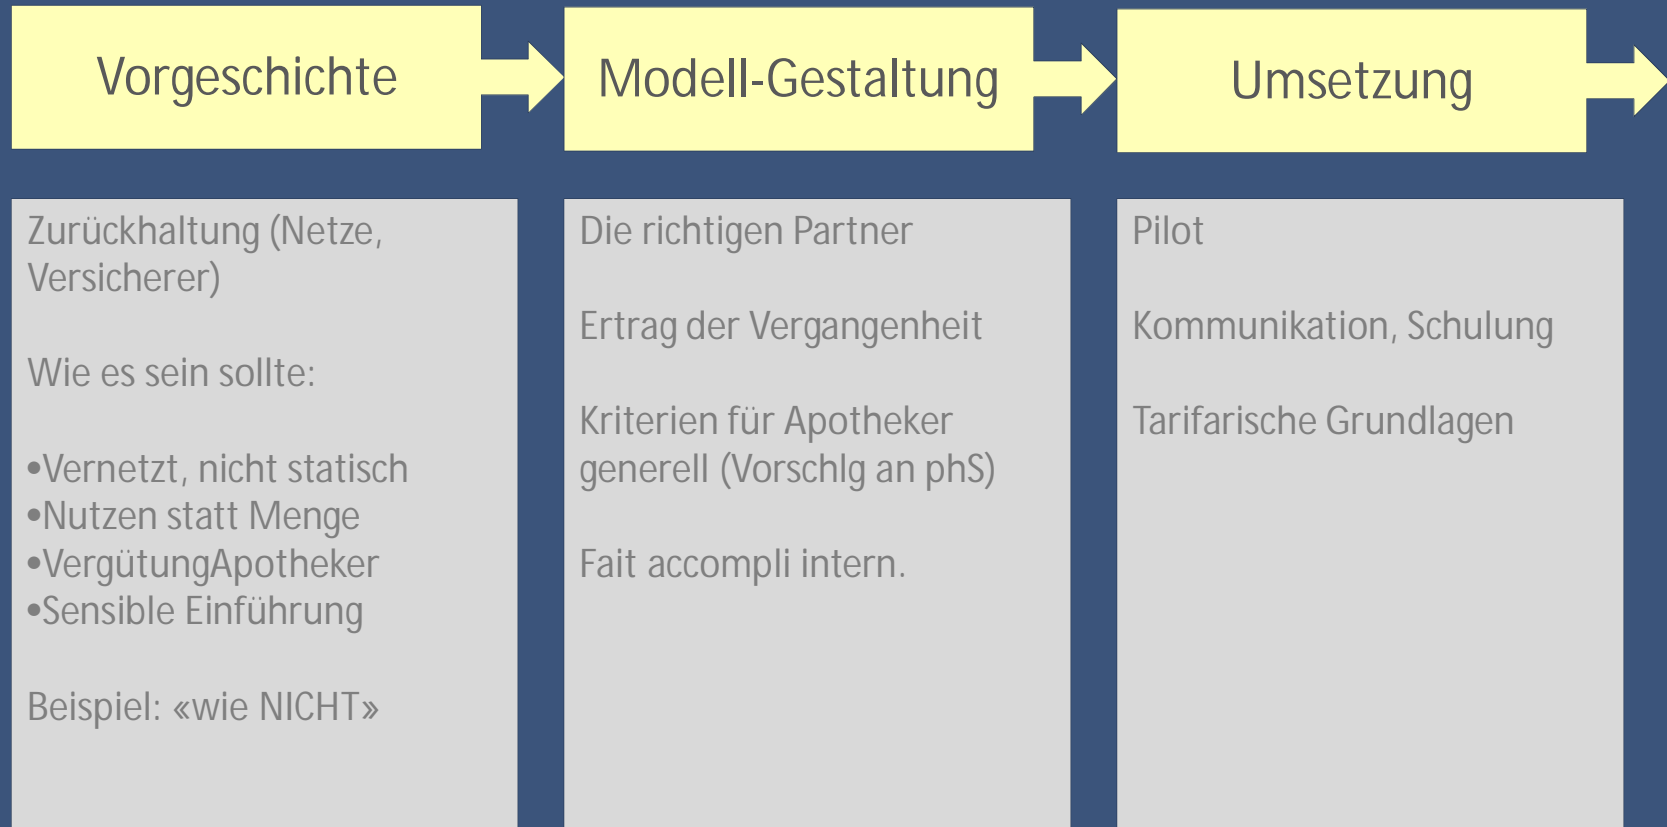 Vorgeschichte
Modell-Gestaltung
Umsetzung
Zurückhaltung (Netze,
Versicherer)
Wie es sein sollte:
•Vernetzt, nicht statisch
•Nutzen statt Menge
•VergütungApotheker
•Sensible Einführung
Beispiel: «wie NICHT»
Die richtigen Partner
Ertrag der Vergangenheit
Kriterien für Apotheker
generell (Vorschlg an phS)
Fait accompli intern.
Pilot
Kommunikation, Schulung
Tarifarische Grundlagen